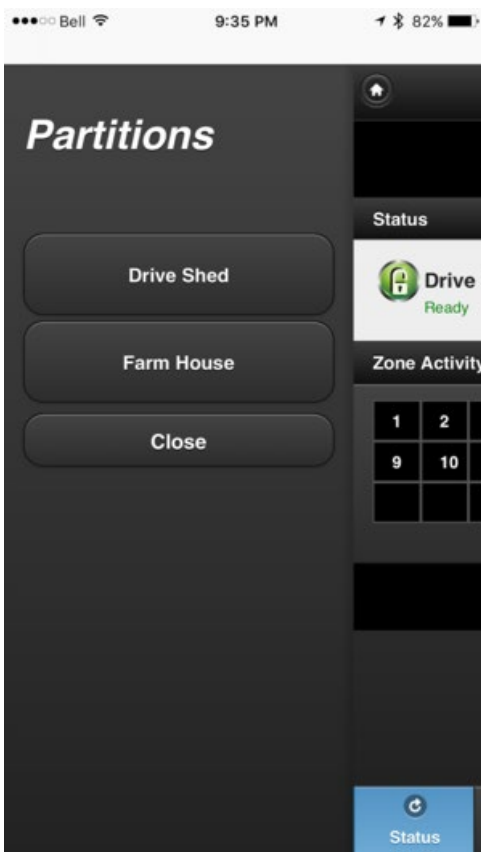 Bell 9:35 PM 82%
Partitions
Drive Shed
Farm House
Close
Status
Drive
Ready
Zone Activity
1 2
9 10
Status